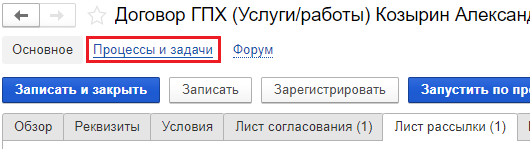 Договор ГПХ (Услуги/работы) Козырин Александ
Основное Процессы и задачи Форум
Записать и закрыть Записать Зарегистрировать Запустить по пр
Обзор Реквизиты Условия Лист согласования (1) Лист рассылки (1)